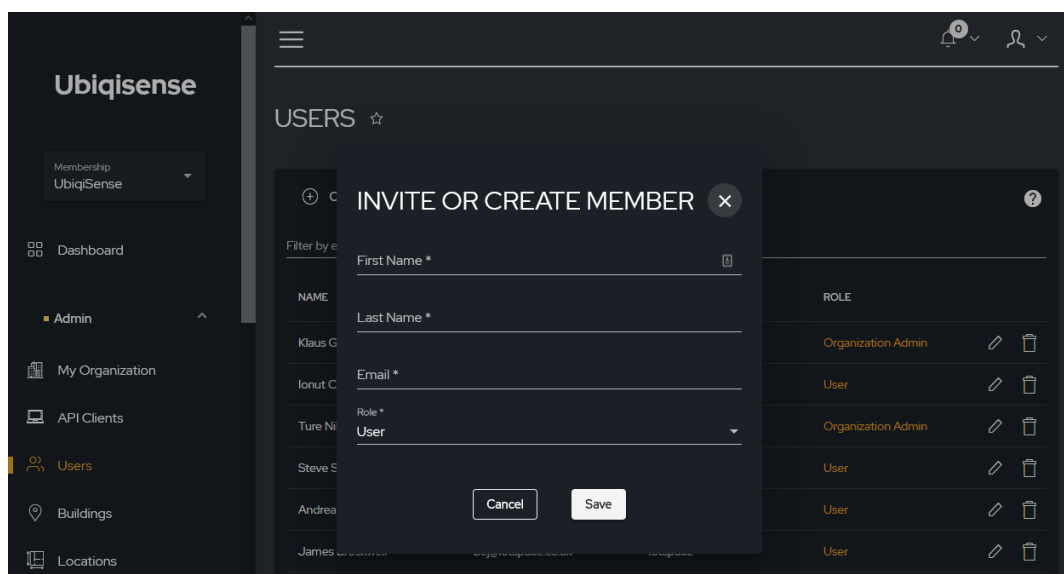 Ubiqisense
0
USERS
Membership
UbiqiSense
INVITE OR CREATE MEMBER
Dashboard
Filter by
First Name *
NAME
ROLE
Admin
Last Name *
Klaus G
Organization Admin
My Organization
Email *
Ionut C
User
API Clients
Role *
User
Ture Ni
Organization Admin
Users
Steve S
User
Buildings
Cancel
Save
Andrea
User
Locations
James
User